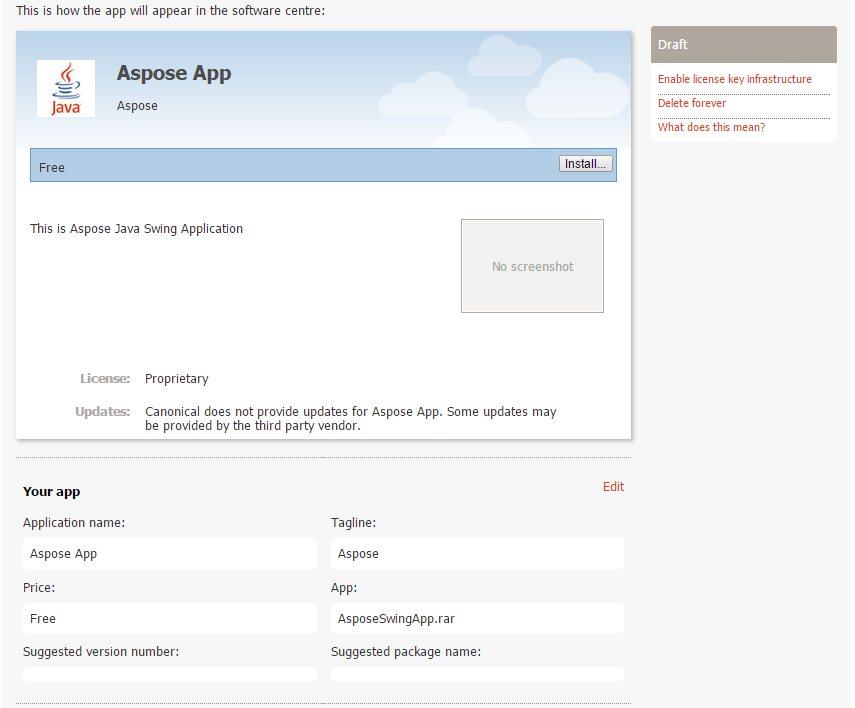 This is how the app will appear in the software centre:
Draft
Enable license key infrastructure
Delete forever
What does this mean?
Java
Aspose App
Aspose
Free
Install...
This is Aspose Java Swing Application
No screenshot
License: Proprietary
Updates: Canonical does not provide updates for Aspose App. Some updates may
be provided by the third party vendor.
Your app
Edit
Application name: Tagline:
Aspose App Aspose
Price: App:
Free AsposeSwingApp.rar
Suggested version number: Suggested package name: